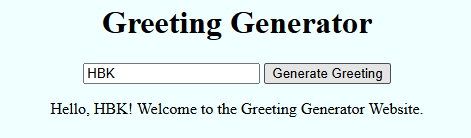 Greeting Generator
HBK Generate Greeting
Hello, HBK! Welcome to the Greeting Generator Website.